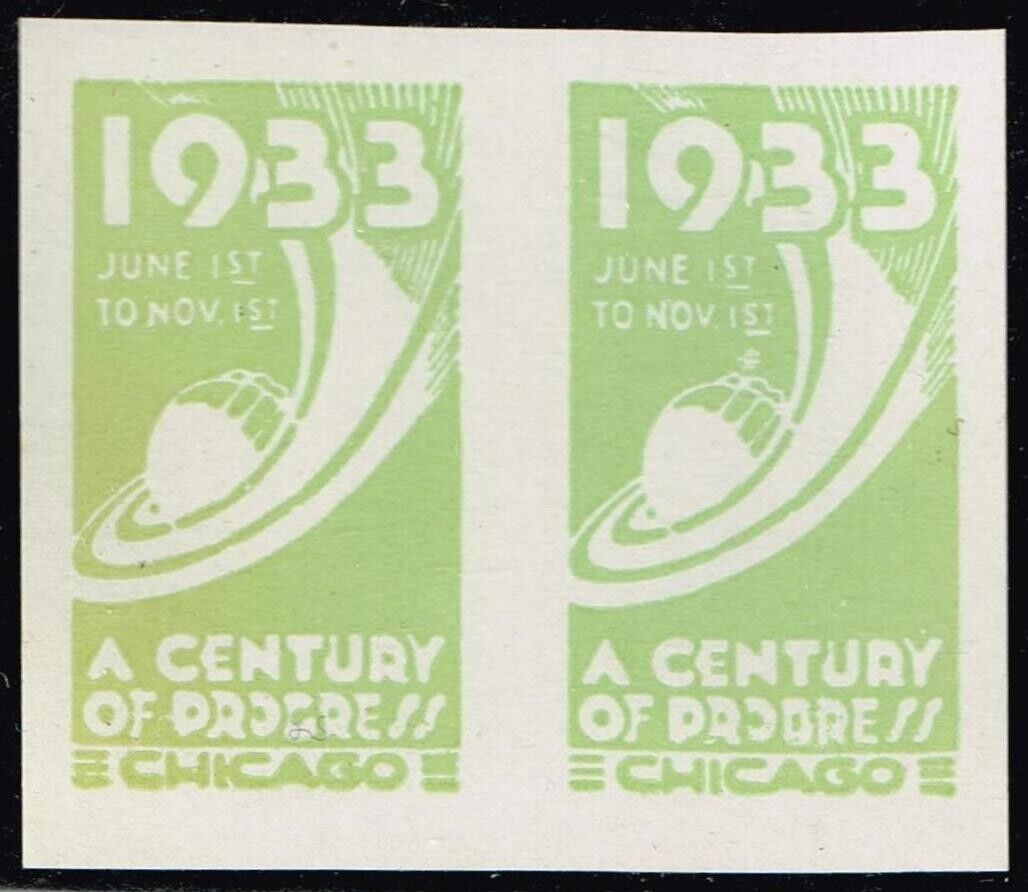 1933
JUNE 1ST
TO NOV. 1ST
A CENTURY
OF PROGRESS
CHICAGO
1933
JUNE 1ST
TO NOV. 1ST
A CENTURY
OF PROGRESS
CHICAGO